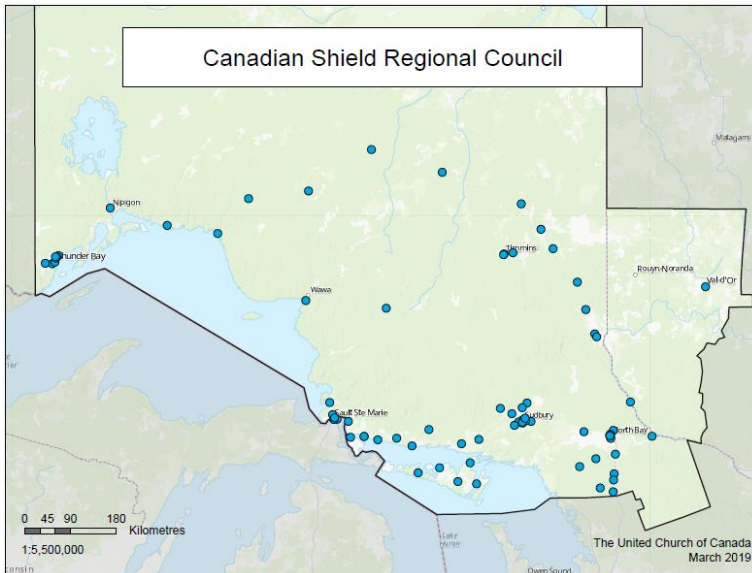 Canadian Shield Regional Council
Matagami
Nipigon
Timmins
Thunder Bay
Rouyn-Noranda
Val-d'Or
Wawa
Sault Ste Marie
Sudbury
North Bay
0 45 90 180
Kilometres
1:5,500,000
Lake
Huron
The United Church of Canada
March 2019
Owen Sound